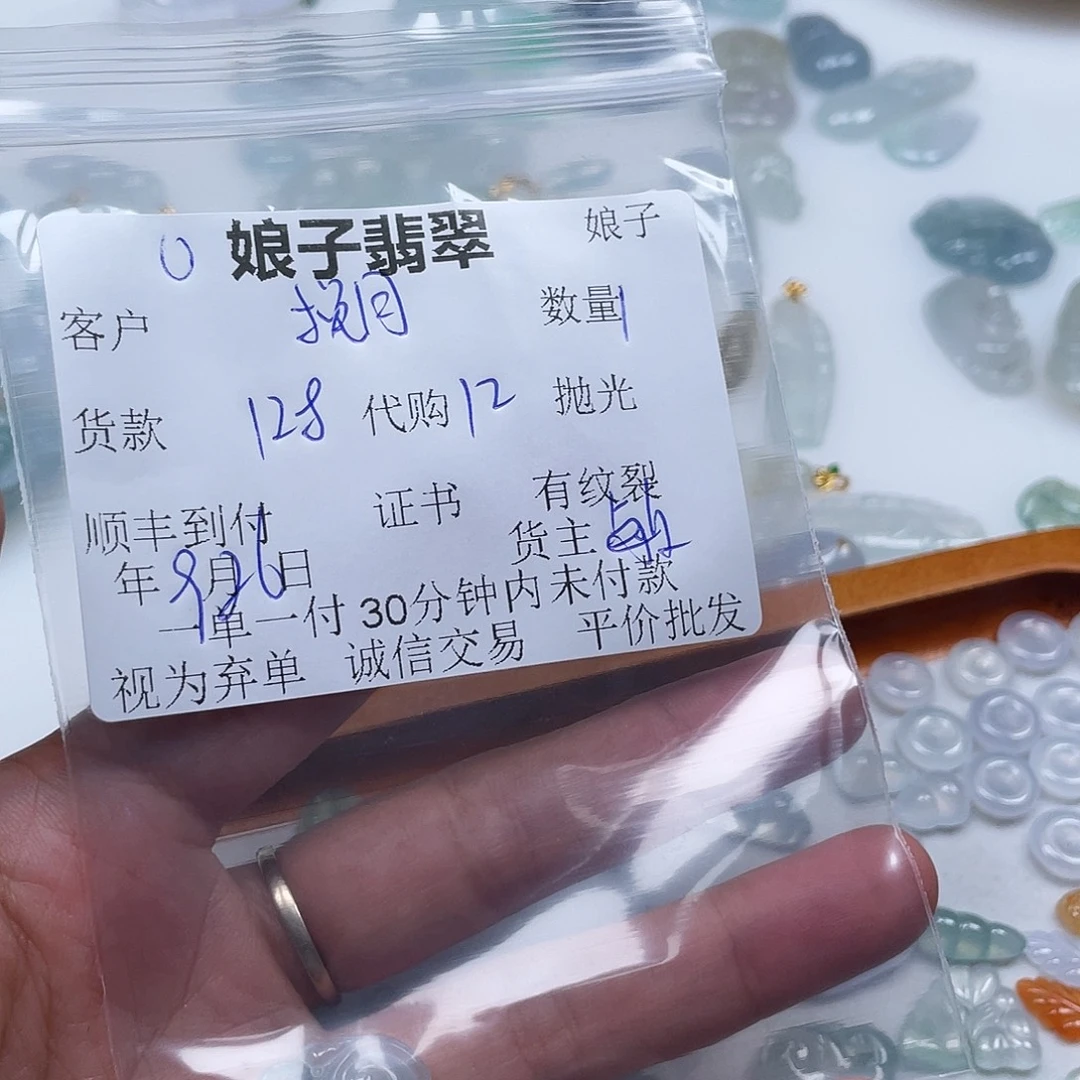 0 娘子翡翠 娘子
客户 揽月 数量 1
货款 128 代购 12 抛光
顺丰到付 证书 有纹裂
货主
年 9月26日
一单一付 30分钟内未付款
视为弃单 诚信交易 平价批发